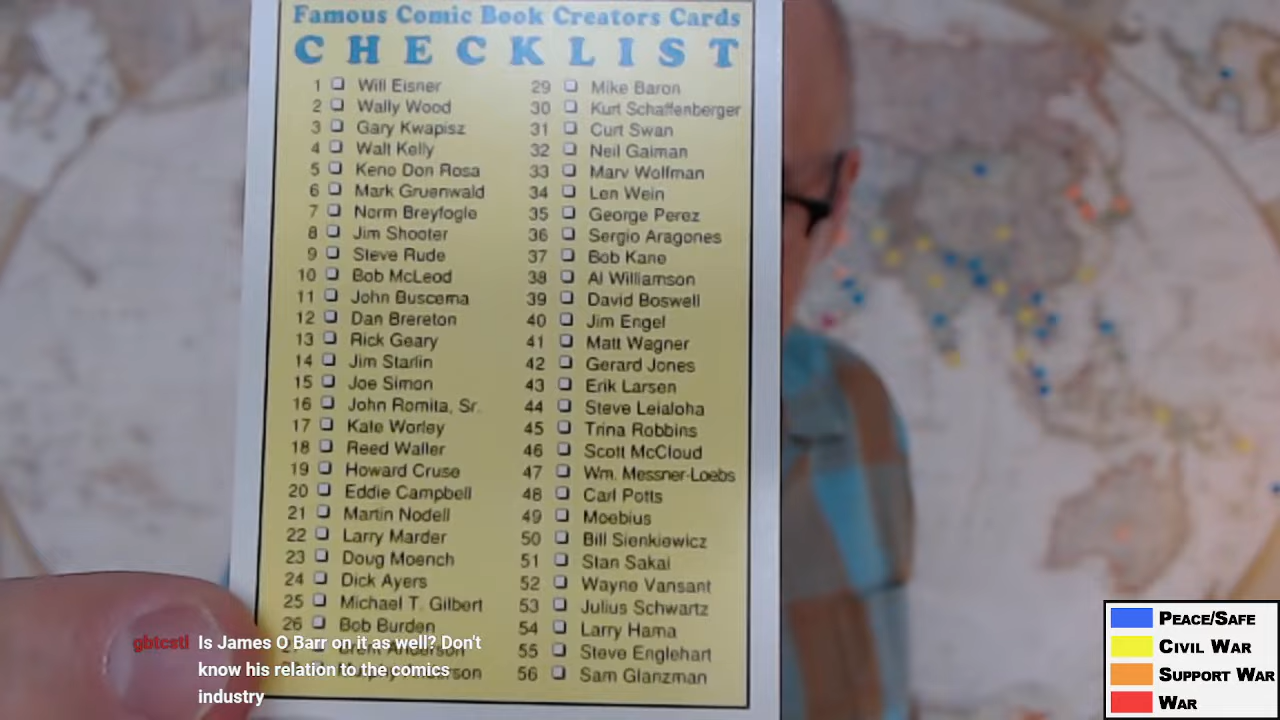 Famous Comic Book Creators Cards
CHECKLIST
1 Will Eisner
2 Wally Wood
3 Gary Kwapisz
4 Walt Kelly
5 Keno Don Rosa
6 Mark Gruenwald
7 Norm Breyfogle
8 Jim Shooter
9 Steve Rude
10 Bob McLeod
11 John Buscema
12 Dan Brereton
13 Rick Geary
14 Jim Starlin
15 Joe Simon
16 John Romita, Sr.
17 Kate Worley
18 Reed Waller
19 Howard Cruse
20 Eddie Campbell
21 Martin Nodell
22 Larry Marder
23 Doug Moench
24 Dick Ayers
25 Michael T. Gilbert
26 Bob Burden
29 Mike Baron
30 Kurt Schaffenberger
31 Curt Swan
32 Neil Gaiman
33 Marv Wolfman
34 Len Wein
35 George Perez
36 Sergio Aragones
37 Bob Kane
38 Al Williamson
39 David Boswell
40 Jim Engel
41 Matt Wagner
42 Gerard Jones
43 Erik Larsen
44 Steve Leialoha
45 Trina Robbins
46 Scott McCloud
47 Wm. Messner-Loebs
48 Carl Potts
49 Moebius
50 Bill Sienkiewicz
51 Stan Sakai
52 Wayne Vansant
53 Julius Schwartz
54 Larry Hama
55 Steve Englehart
56 Sam Glanzman
gbtcstl Is James O Barr on it as well? Don't
know his relation to the comics
industry
PEACE/SAFE
CIVIL WAR
SUPPORT WAR
WAR